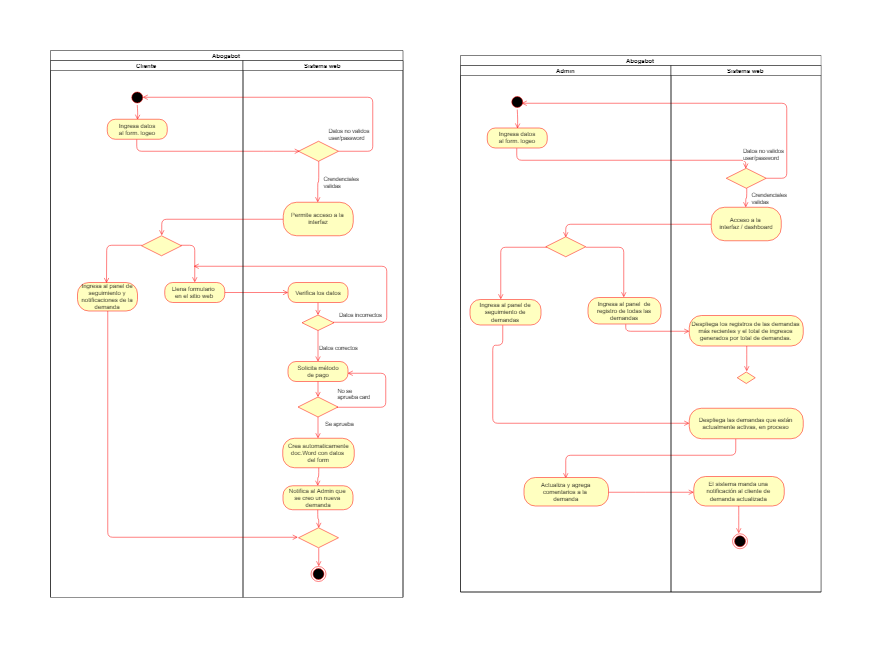 Abogabot
Cliente
Sistema web
Ingresa datos
al form. logeo
Datos no validos
user/password
Crendenciales
validas
Permite acceso a la
interfaz
Ingresa al panel de
seguimiento y
notificaciones de la
demanda
Llena formulario
en el sitio web
Verifica los datos
Datos incorrectos
Datos correctos
Solicita método
de pago
No se
aprueba card
Se aprueba
Crea automaticamente
doc.Word con datos
del form
Notifica al Admin que
se creo un nueva
demanda
Abogabot
Admin
Sistema web
Ingresa datos
al form. logeo
Datos no validos
user/password
Crendenciales
validas
Acceso a la
interfaz / dashboard
Ingresa al panel de
seguimiento de
demandas
Ingresa al panel de
registro de todas las
demandas
Despliega los registros de las demandas
más recientes y el total de ingresos
generados por total de demandas.
Despliega las demandas que están
actualmente activas, en proceso
Actualiza y agrega
comentarios a la
demanda
El sistema manda una
notificación al cliente de
demanda actualizada